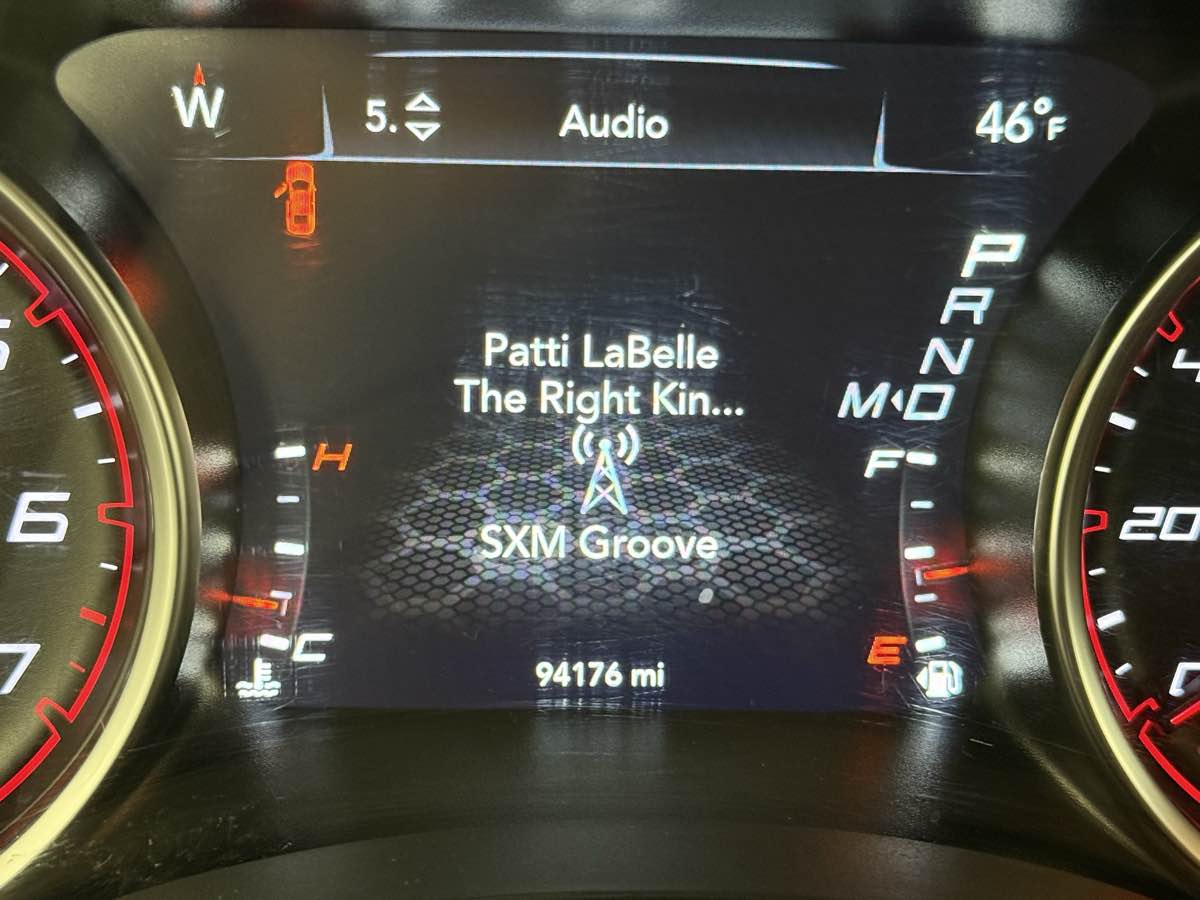 W
5.
Audio
46°F
Patti LaBelle
The Right Kin...
SXM Groove
94176 mi
P
R
N
M D
H
C
F
E
6
7
20